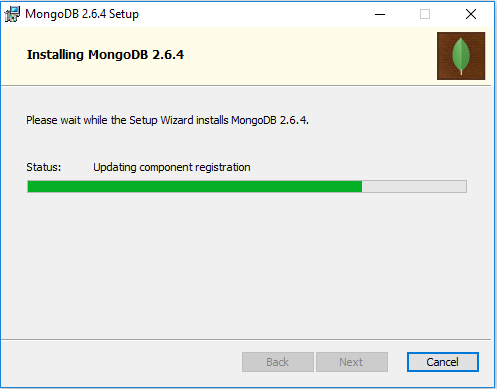 MongoDB 2.6.4 Setup
Installing MongoDB 2.6.4
Please wait while the Setup Wizard installs MongoDB 2.6.4.
Status: Updating component registration
Back Next Cancel